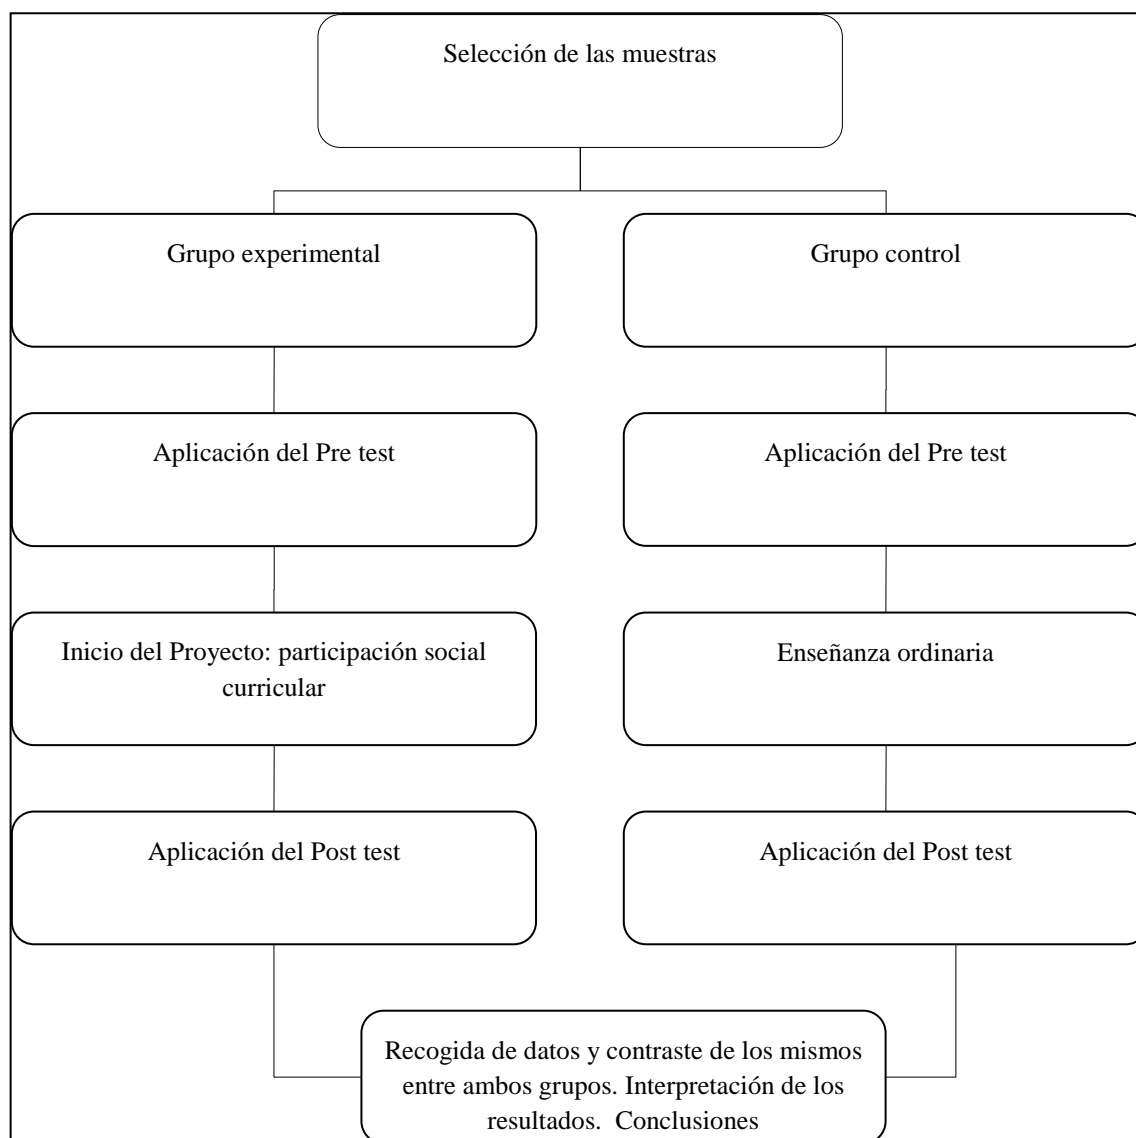 Selección de las muestras
Grupo experimental
Grupo control
Aplicación del Pre test
Aplicación del Pre test
Inicio del Proyecto: participación social
curricular
Enseñanza ordinaria
Aplicación del Post test
Aplicación del Post test
Recogida de datos y contraste de los mismos
entre ambos grupos. Interpretación de los
resultados.  Conclusiones